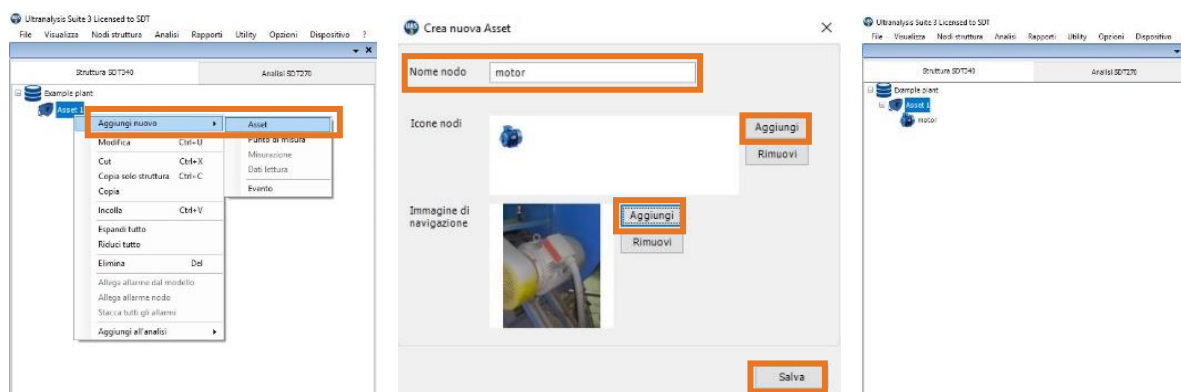 Ultranalysis Suite 3 Licensed to SDT
File Visualizza Nodi struttura Analisi Rapporti Utility Opzioni Dispositivo ?
Struttura SDT340 Analisi SDT270
Example plant
Asset 1
Aggiungi nuovo
Modifica Ctrl+U
Cut Ctrl+X
Copia solo struttura Ctrl+C
Copia
Incolla Ctrl+V
Espandi tutto
Riduci tutto
Elimina Del
Allega allarme dal modello
Allega allarme nodo
Stacca tutti gli allarmi
Aggiungi all'analisi
Asset
Punto di misura
Misurazione
Dati lettura
Evento
Crea nuova Asset
Nome nodo motor
Icone nodi
Aggiungi
Rimuovi
Immagine di
navigazione
Aggiungi
Rimuovi
Salva
Ultranalysis Suite 3 Licensed to SDT
File Visualizza Nodi struttura Analisi Rapporti Utility Opzioni Dispositivo
Struttura SDT340 Analisi SDT270
Example plant
Asset 1
motor